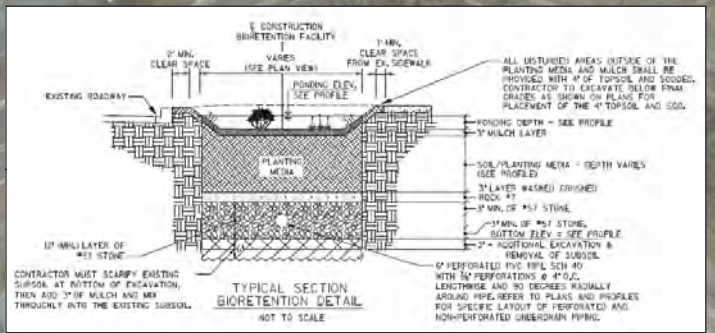 ₵ CONSTRUCTION
BIORETENTION FACILITY
2' MIN.
CLEAR SPACE
VARIES
(SEE PLAN VIEW)
1' MIN.
CLEAR SPACE
FROM EX. SIDEWALK
PONDING ELEV.
SEE PROFILE
EXISTING ROADWAY
ALL DISTURBED AREAS OUTSIDE OF THE
PLANTING MEDIA AND MULCH SHALL BE
PROVIDED WITH 4" OF TOPSOIL AND SODDED.
CONTRACTOR TO EXCAVATE BELOW FINAL
GRADES AS SHOWN ON PLANS FOR
PLACEMENT OF THE 4" TOPSOIL AND SOD.
PONDING DEPTH - SEE PROFILE
3" MULCH LAYER
PLANTING
MEDIA
SOIL/PLANTING MEDIA - DEPTH VARIES
(SEE PROFILE)
3" LAYER WASHED CRUSHED
ROCK #7
3" MIN. OF #57 STONE
3" MIN. OF #57 STONE,
BOTTOM ELEV = SEE PROFILE
3" - ADDITIONAL EXCAVATION &
REMOVAL OF SUBSOIL
12" (MIN.) LAYER OF
#57 STONE
CONTRACTOR MUST SCARIFY EXISTING
SUBSOIL AT BOTTOM OF EXCAVATION,
THEN ADD 3" OF MULCH AND MIX
THROUGHLY INTO THE EXISTING SUBSOIL.
6" PERFORATED PVC PIPE SCH 40
WITH PERFORATIONS @ 4" O.C.
LENGTHWISE AND 90 DEGREES RADIALLY
AROUND PIPE. REFER TO PLANS AND PROFILES
FOR SPECIFIC LAYOUT OF PERFORATED AND
NON-PERFORATED UNDERDRAIN PIPING.
TYPICAL SECTION
BIORETENTION DETAIL
NOT TO SCALE